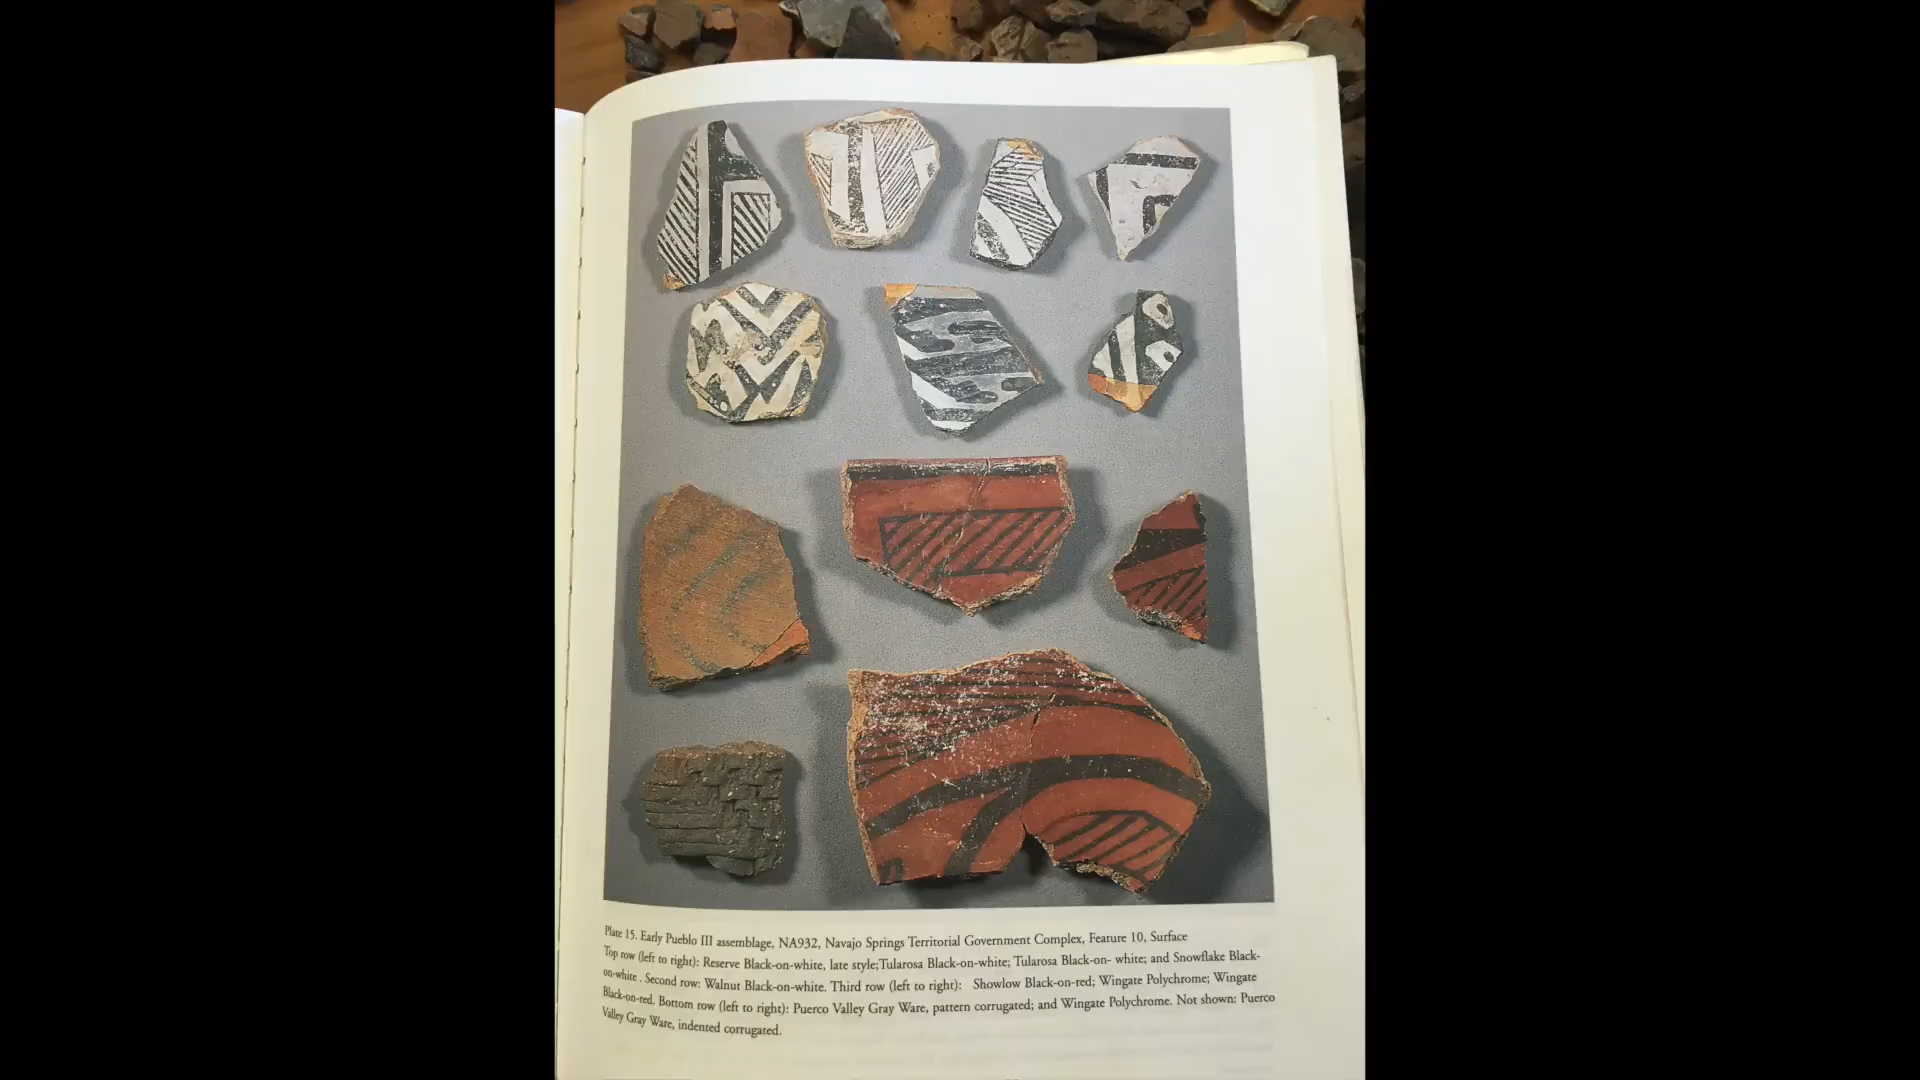 Plate 15. Early Pueblo III assemblage, NA932, Navajo Springs Territorial Government Complex, Feature 10, Surface
Top row (left to right): Reserve Black-on-white, late style;Tularosa Black-on-white; Tularosa Black-on- white; and Snowflake Black-
on-white . Second row: Walnut Black-on-white. Third row (left to right): Showlow Black-on-red; Wingate Polychrome; Wingate
Black-on-red. Bottom row (left to right): Puerco Valley Gray Ware, pattern corrugated; and Wingate Polychrome. Not shown: Puerco
Valley Gray Ware, indented corrugated.